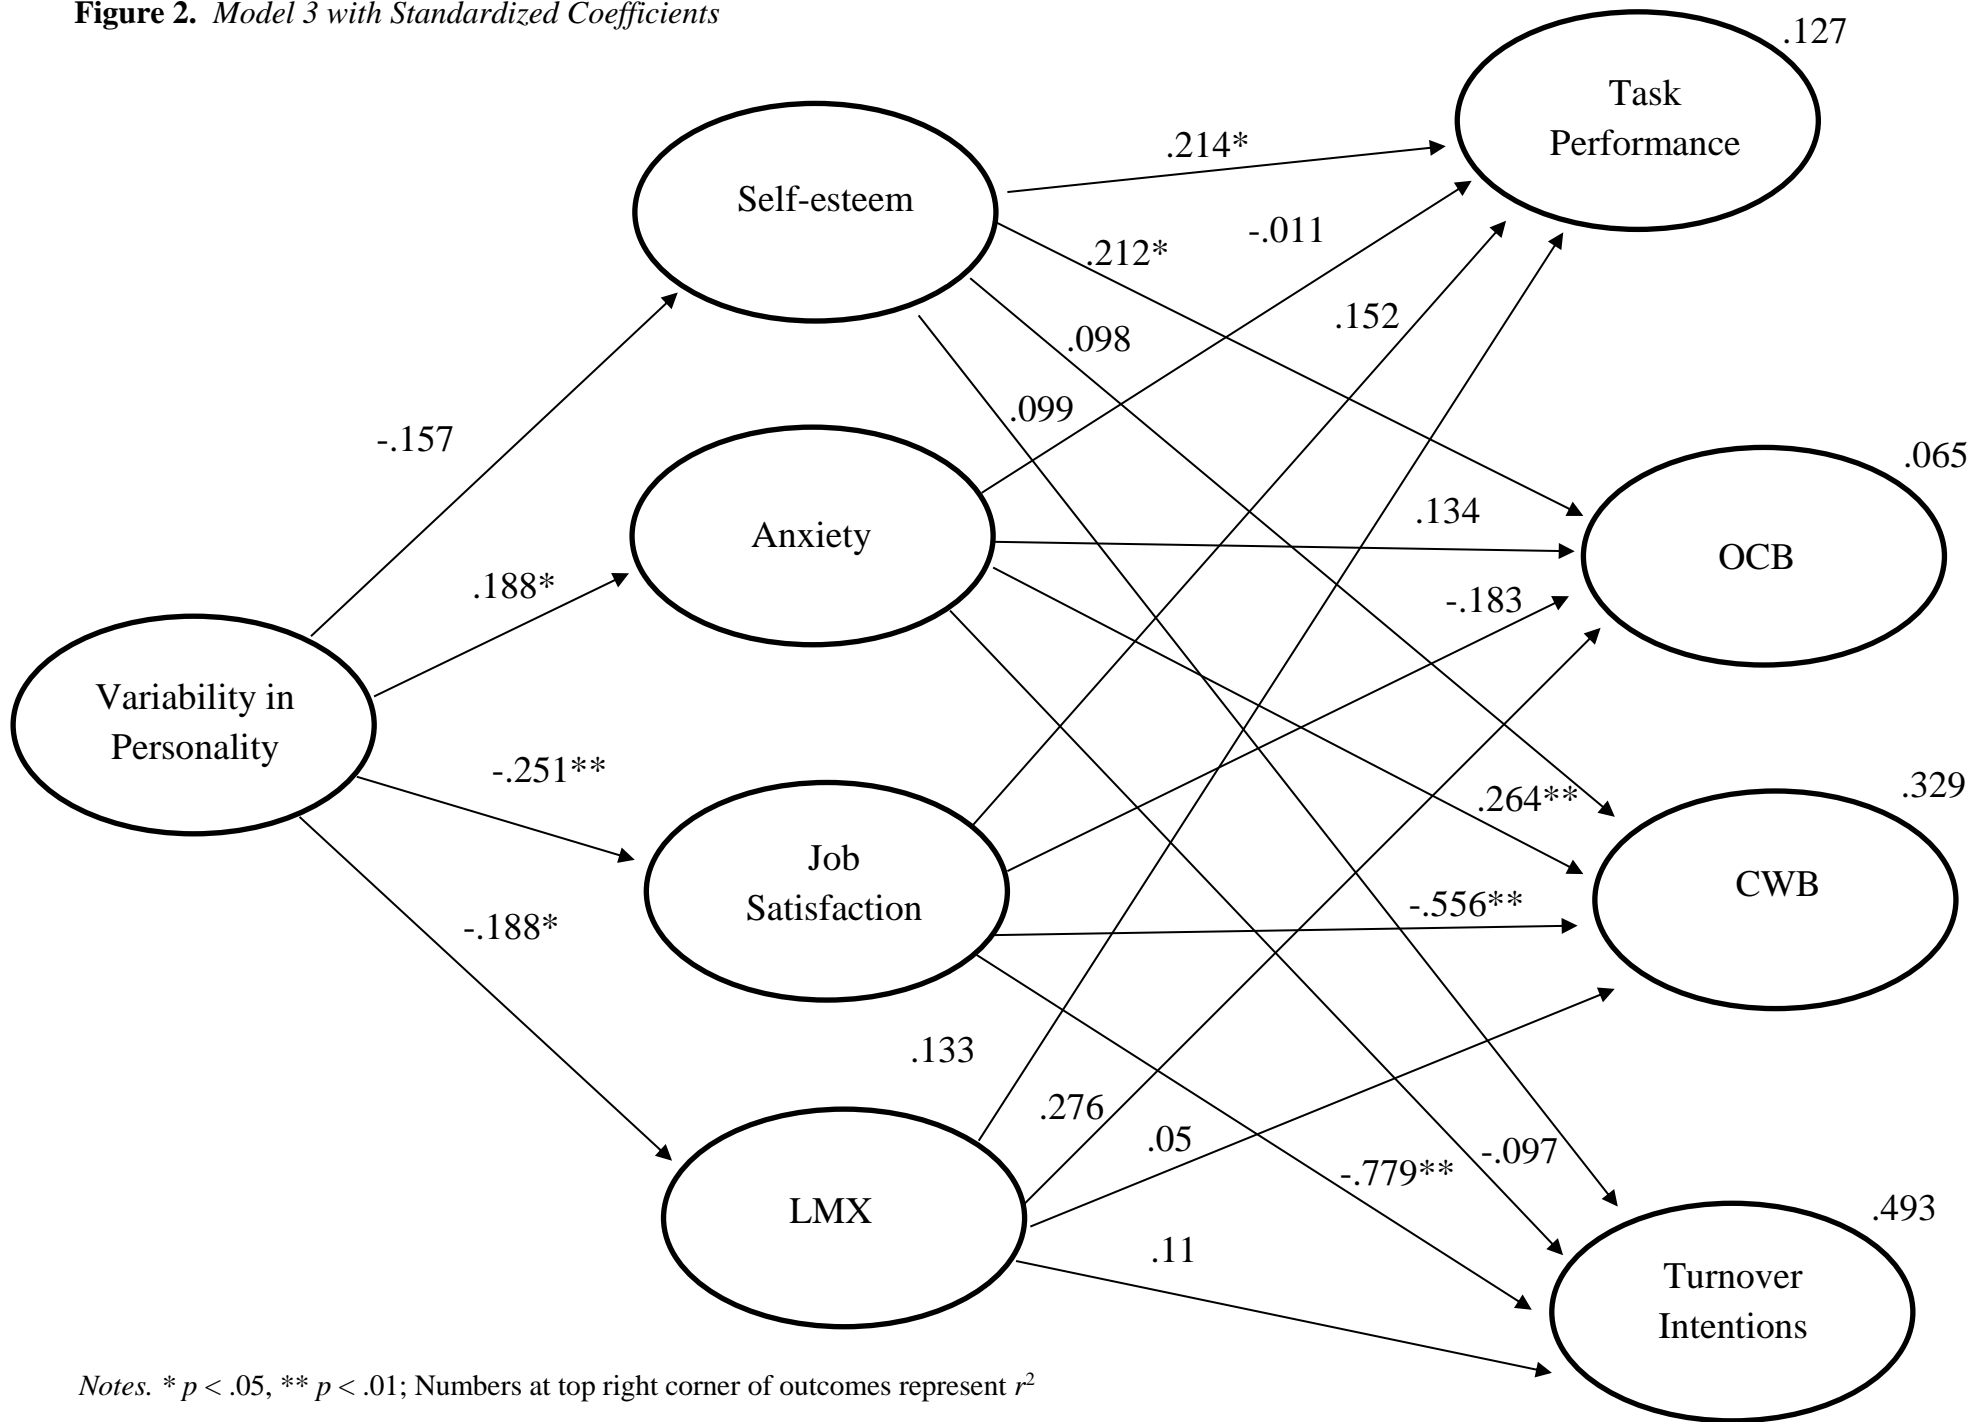 Figure 2. Model 3 with Standardized Coefficients
.127
Task
Performance
.214*
Self-esteem
-.011
.212*
.152
.098
.099
-.157
.065
.134
Anxiety
OCB
.188*
-.183
Variability in
Personality
-.251**
.264**
.329
Job
Satisfaction
CWB
-.556**
-.188*
.133
.276
.05
-.097
-.779**
LMX
.493
.11
Turnover
Intentions
Notes. * p < .05, ** p < .01; Numbers at top right corner of outcomes represent r²